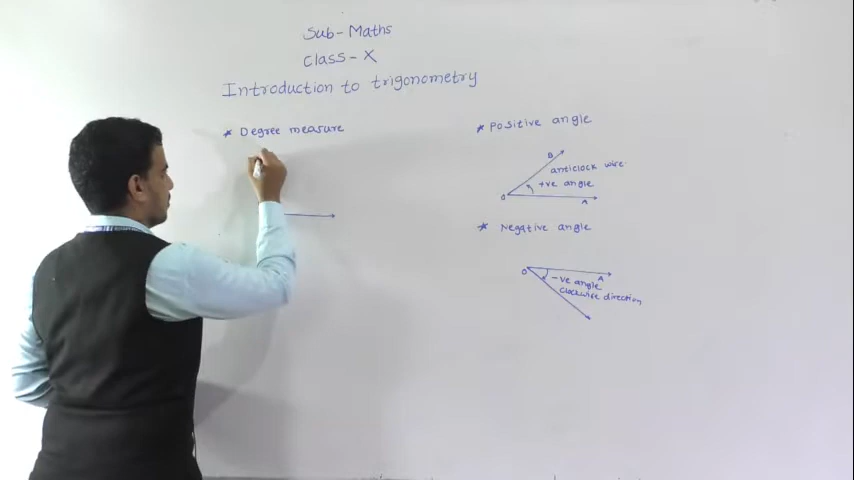 Sub-Maths
Class-X
Introduction to trigonometry
* Degree measure
* Positive angle
B
anticlock wire
+ve angle
O
A
* Negative angle
O
A
-ve angle
clockwise direction